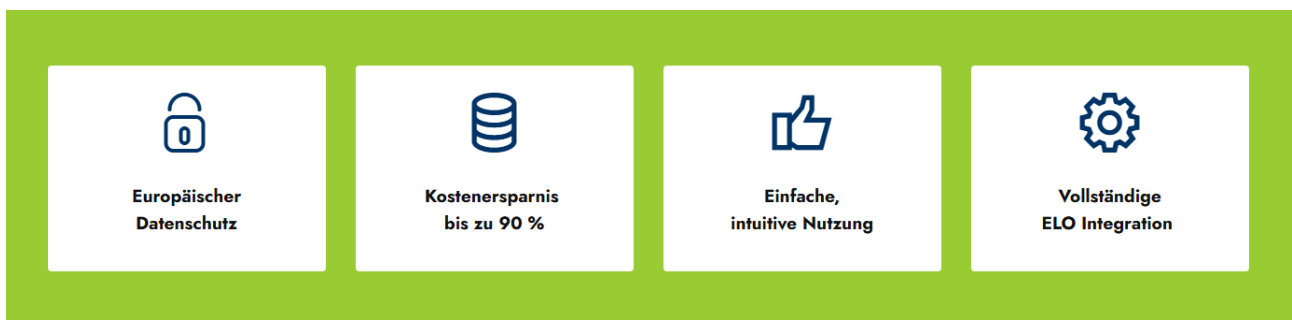 Europäischer
Datenschutz
Kostenersparnis
bis zu 90 %
Einfache,
intuitive Nutzung
Vollständige
ELO Integration